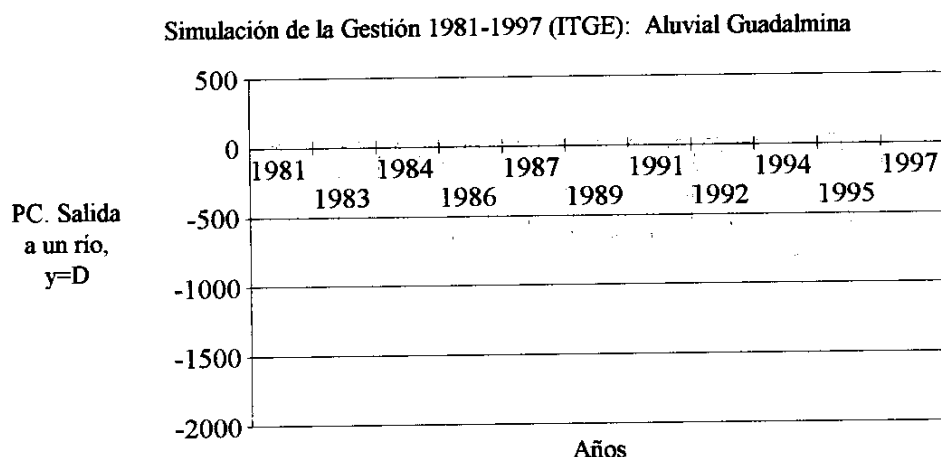 Simulación de la Gestión 1981-1997 (ITGE): Aluvial Guadalmina
500
0
1981 1984 1987 1991 1994 1997
1983 1986 1989 1992 1995
PC. Salida
a un río,
y=D
-500
-1000
-1500
-2000
Años